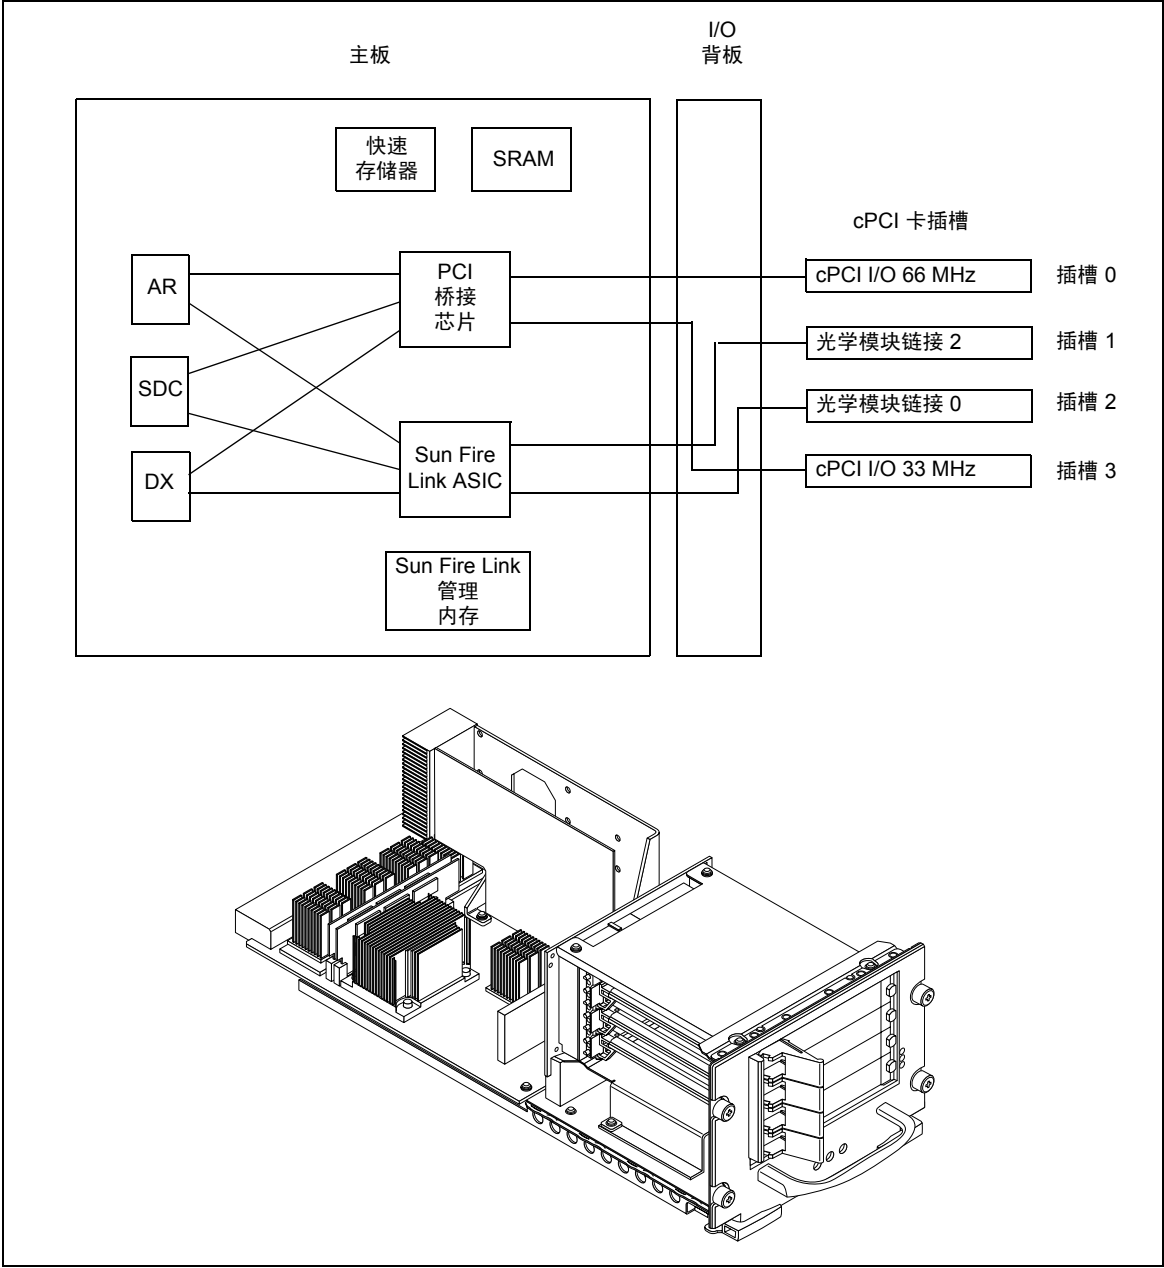 主板
I/O
背板
快速
存储器
SRAM
cPCI 卡插槽
AR
PCI
桥接
芯片
cPCI I/O 66 MHz
插槽 0
光学模块链接 2
插槽 1
SDC
光学模块链接 0
插槽 2
Sun Fire
Link ASIC
cPCI I/O 33 MHz
插槽 3
DX
Sun Fire Link
管理
内存